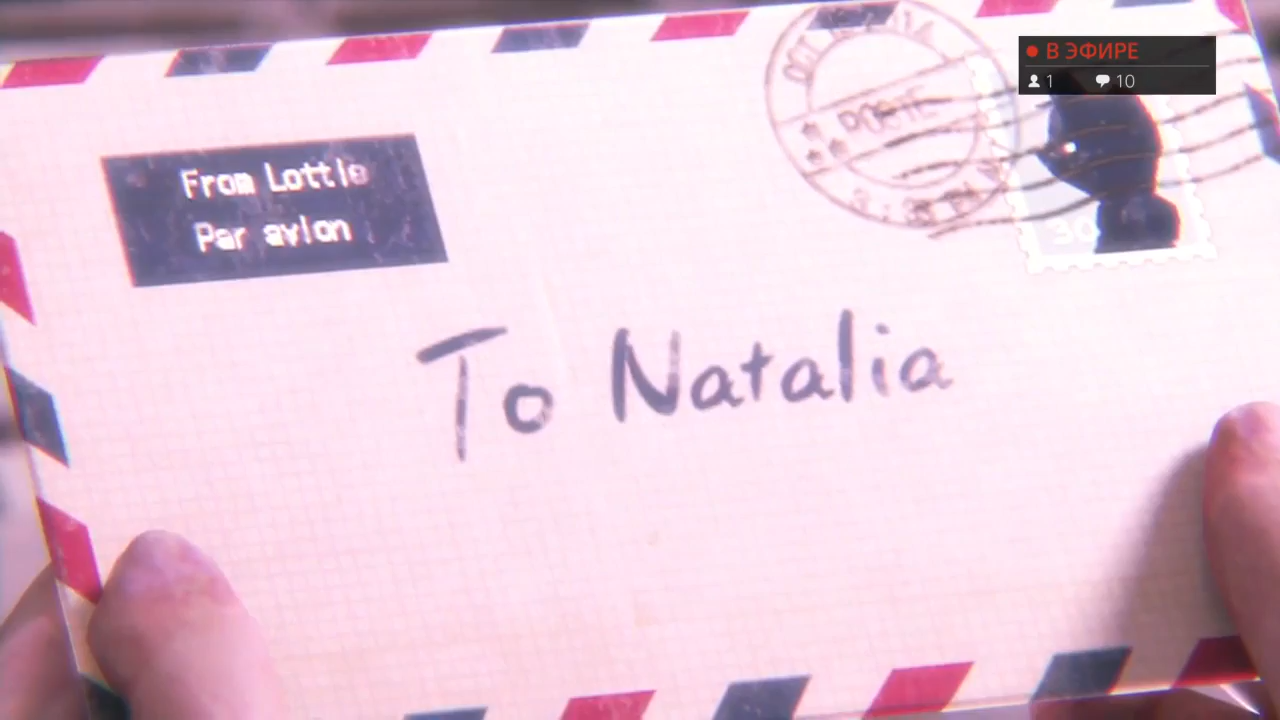 В ЭФИРЕ
1 10
From Lottie
Par avion
30
To Natalia